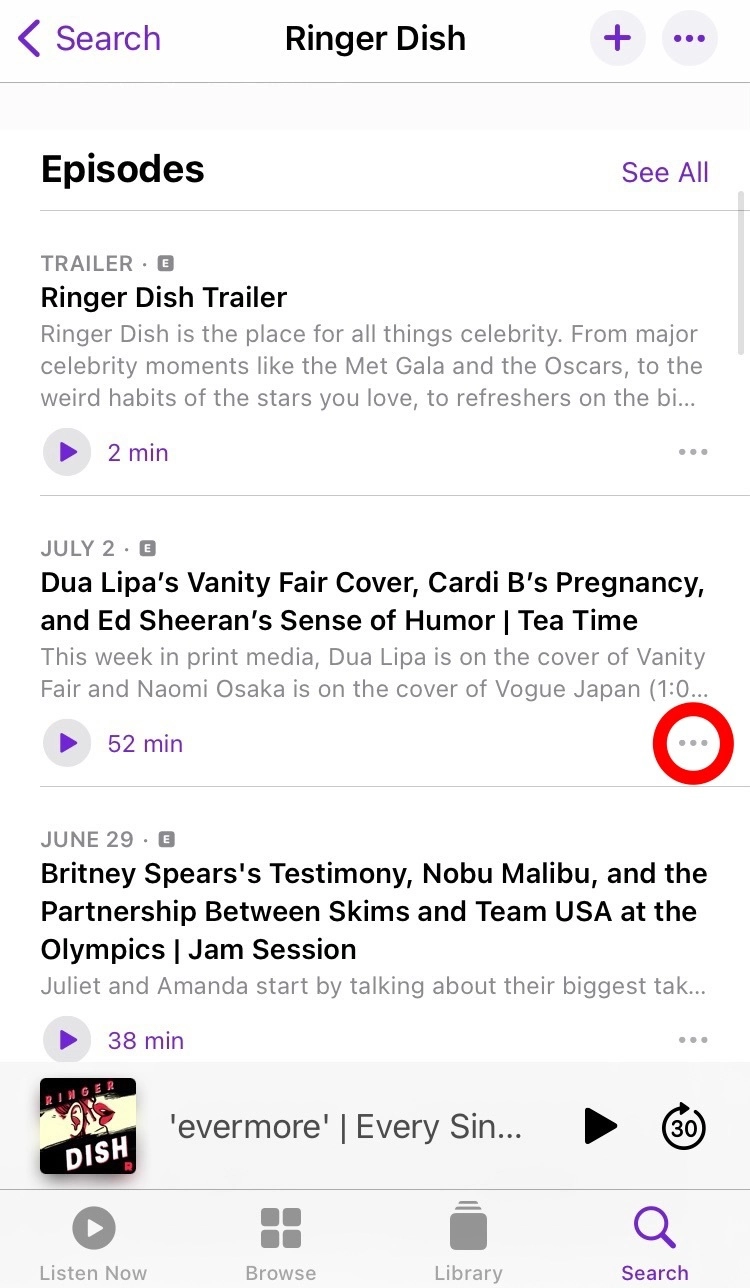 Search
Ringer Dish
Episodes
See All
TRAILER · E
Ringer Dish Trailer
Ringer Dish is the place for all things celebrity. From major
celebrity moments like the Met Gala and the Oscars, to the
weird habits of the stars you love, to refreshers on the bi...
2 min
JULY 2 · E
Dua Lipa’s Vanity Fair Cover, Cardi B’s Pregnancy,
and Ed Sheeran’s Sense of Humor | Tea Time
This week in print media, Dua Lipa is on the cover of Vanity
Fair and Naomi Osaka is on the cover of Vogue Japan (1:0...
52 min
JUNE 29 · E
Britney Spears's Testimony, Nobu Malibu, and the
Partnership Between Skims and Team USA at the
Olympics | Jam Session
Juliet and Amanda start by talking about their biggest tak...
38 min
RINGER
DISH
R
'evermore' | Every Sin...
30
Listen Now
Browse
Library
Search